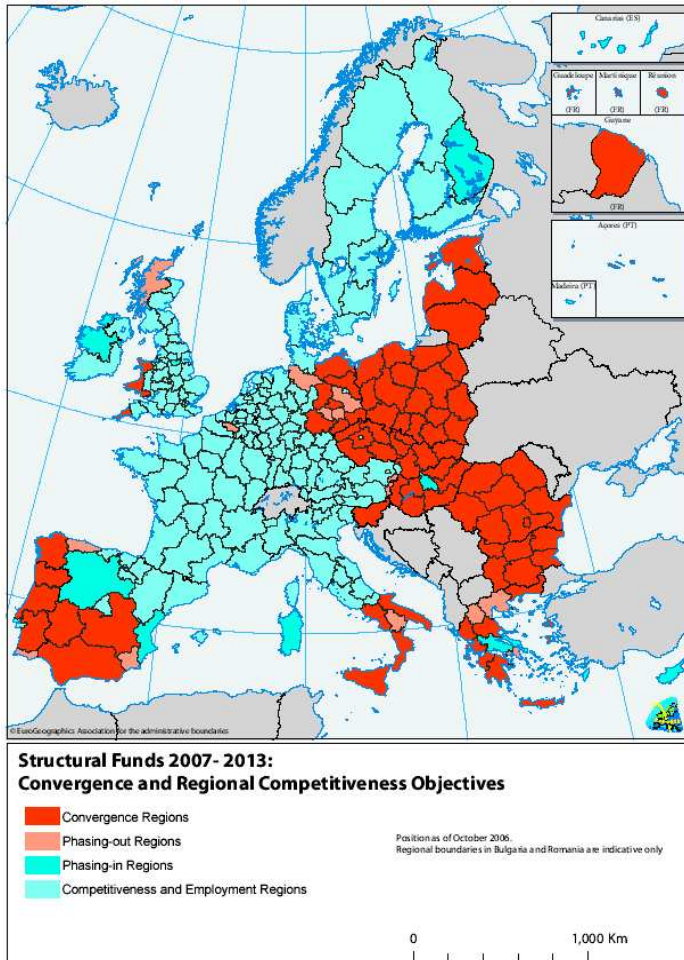 Canarias (ES)
Guadeloupe Martinique Réunion
(FR) (FR) (FR)
Guyane
(FR)
Açores (PT)
Madeira (PT)
© EuroGeographics Association for the administrative boundaries
Structural Funds 2007- 2013:
Convergence and Regional Competitiveness Objectives
Convergence Regions
Phasing-out Regions
Phasing-in Regions
Competitiveness and Employment Regions
Position as of October 2006.
Regional boundaries in Bulgaria and Romania are indicative only
0 1,000 Km